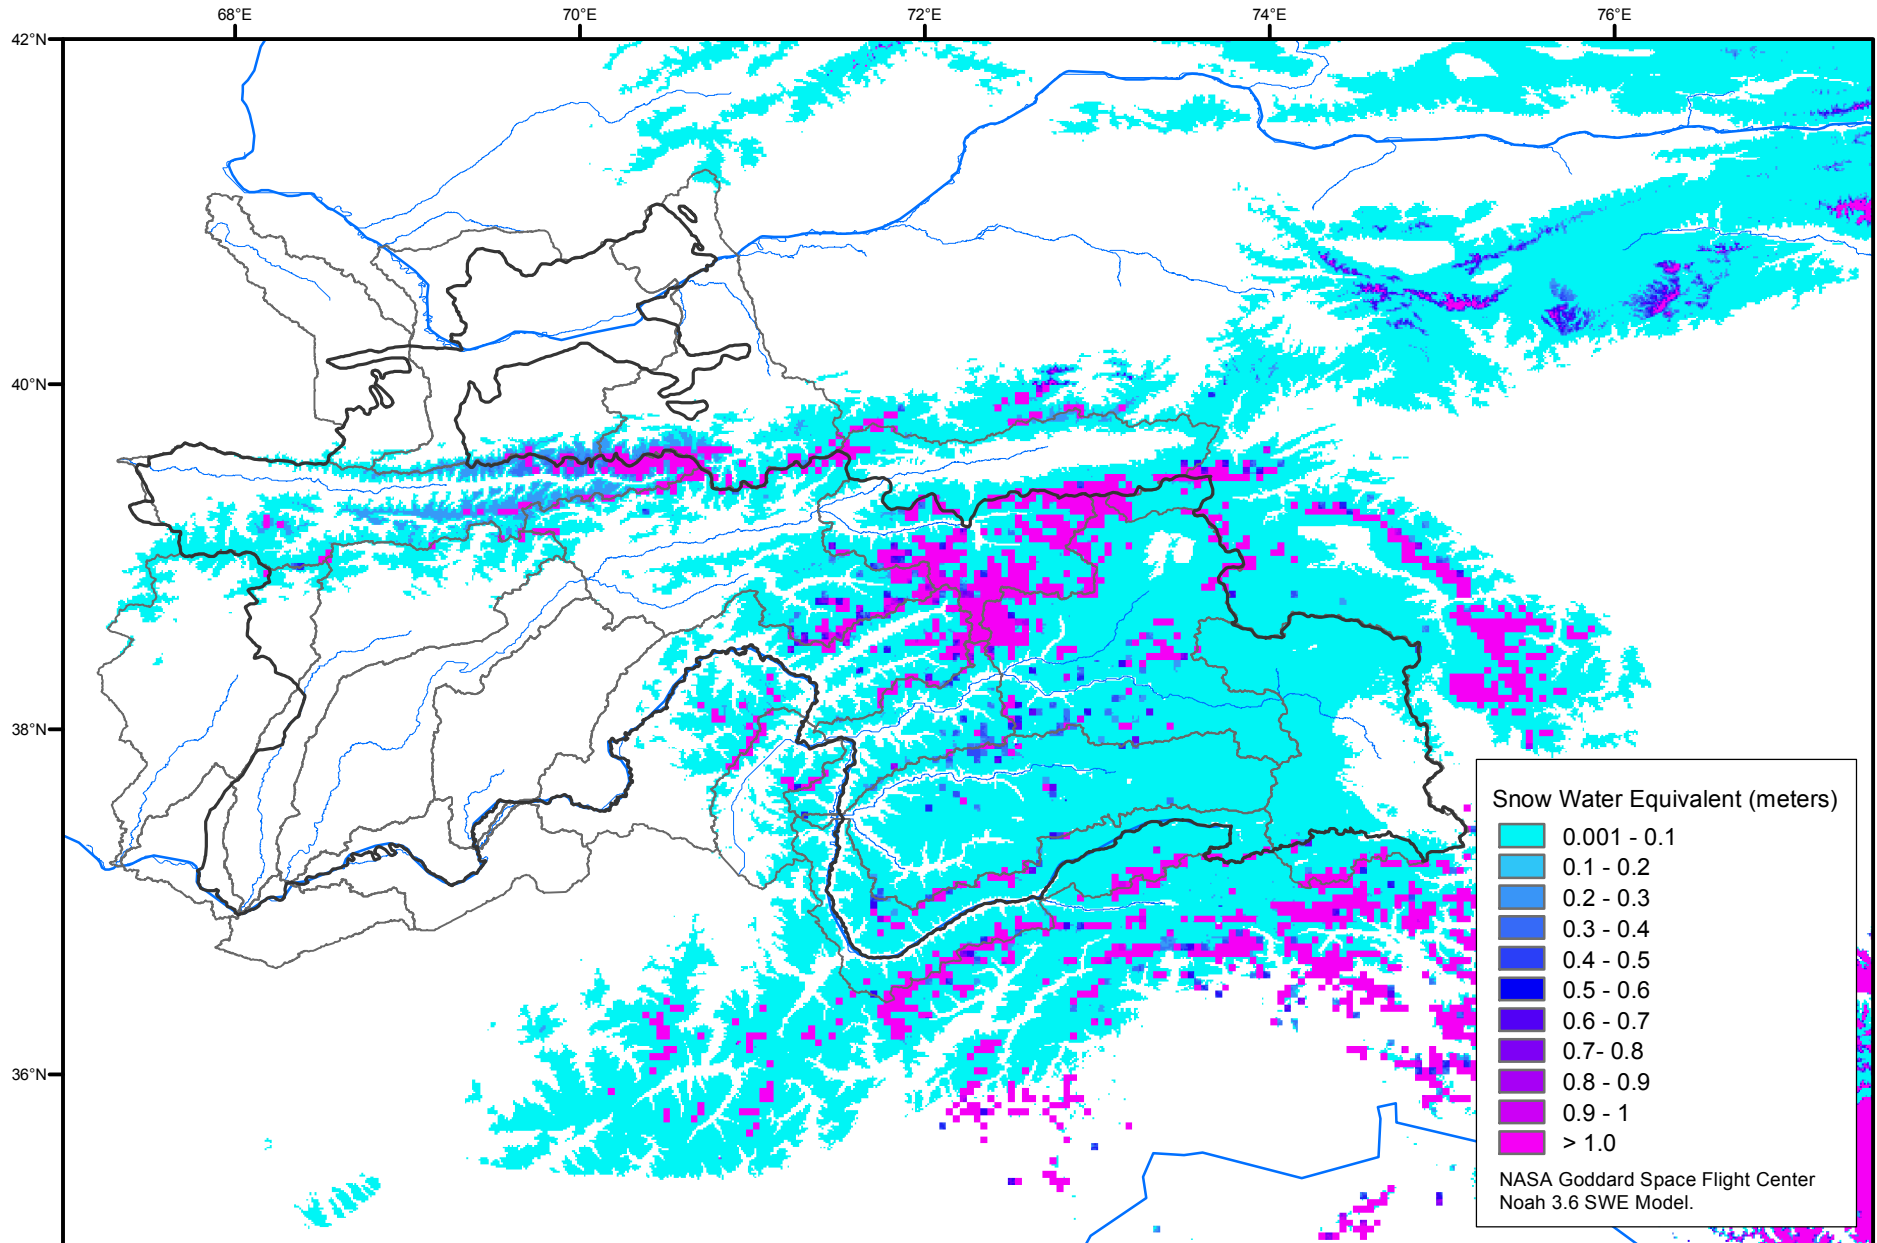 68°E
70°E
72°E
74°E
76°E
42°N
40°N
38°N
36°N
Snow Water Equivalent (meters)
0.001 - 0.1
0.1 - 0.2
0.2 - 0.3
0.3 - 0.4
0.4 - 0.5
0.5 - 0.6
0.6 - 0.7
0.7- 0.8
0.8 - 0.9
0.9 - 1
> 1.0
NASA Goddard Space Flight Center
Noah 3.6 SWE Model.